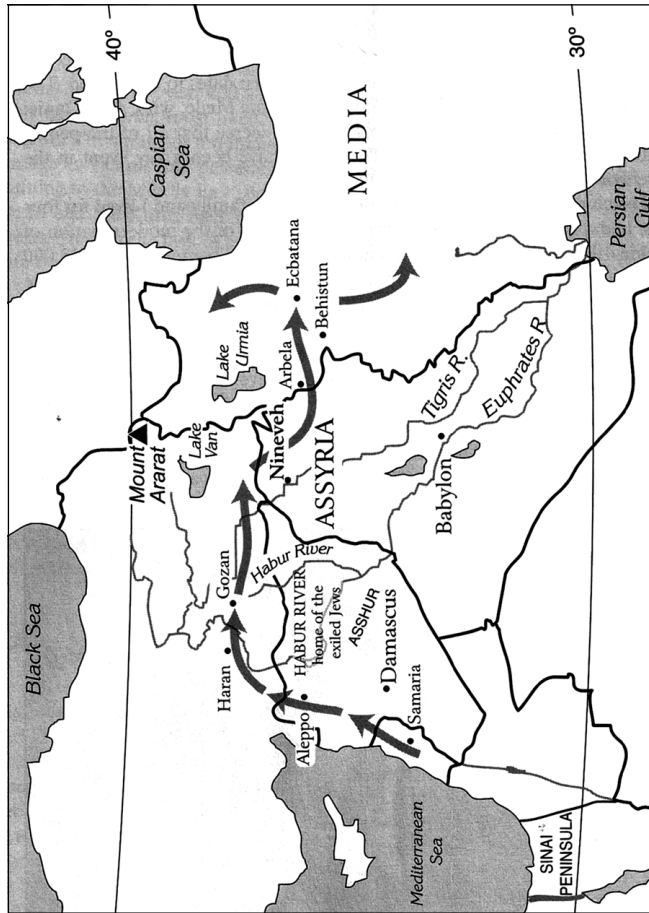 Black Sea
Caspian
Sea
40°
Mount
Ararat
Lake
Van
Lake
Urmia
MEDIA
Haran
Gozan
Habur River
Nineveh
Arbela
Ecbatana
Behistun
Aleppo
HABUR RIVER
home of the
exiled Jews
ASSHUR
ASSYRIA
Damascus
Samaria
Tigris R.
Euphrates R
Babylon
Mediterranean
Sea
SINAI
PENINSULA
30°
Persian
Gulf